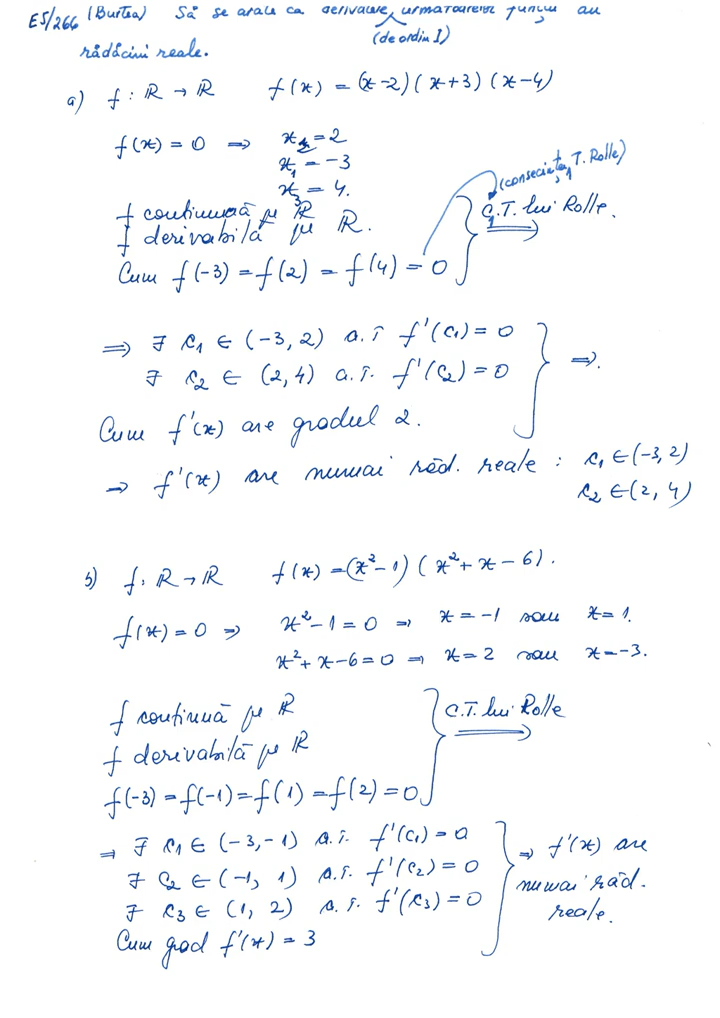 E5/266 (Burtea) Să se arate ca derivatele următoarelor funcții au
(de ordin I)
rădăcini reale.
a) f : ℝ → ℝ f(x) = (x-2)(x+3)(x-4)
f(x) = 0 ⇒ x₂ = 2
x₁ = -3
x₃ = 4.
(consecința T. Rolle)
f continuă pe ℝ
f derivabilă pe ℝ.
Cum f(-3) = f(2) = f(4) = 0 } C.T. lui Rolle. ⇒
⇒ ∃ c₁ ∈ (-3, 2) a.î f'(c₁) = 0
∃ c₂ ∈ (2, 4) a.î. f'(c₂) = 0
Cum f'(x) are gradul 2. } ⇒.
⇒ f'(x) are numai răd. reale : c₁ ∈ (-3, 2)
c₂ ∈ (2, 4)
b) f : ℝ → ℝ f(x) = (x²-1)(x²+x-6).
f(x) = 0 ⇒ x²-1 = 0 ⇒ x = -1 sau x = 1.
x²+x-6 = 0 ⇒ x = 2 sau x = -3.
f continuă pe ℝ
f derivabilă pe ℝ
f(-3) = f(-1) = f(1) = f(2) = 0 } C.T. lui Rolle ⇒
⇒ ∃ c₁ ∈ (-3, -1) a.î. f'(c₁) = 0
∃ c₂ ∈ (-1, 1) a.î. f'(c₂) = 0
∃ c₃ ∈ (1, 2) a.î. f'(c₃) = 0
Cum grad f'(x) = 3
} ⇒ f'(x) are
numai răd.
reale.